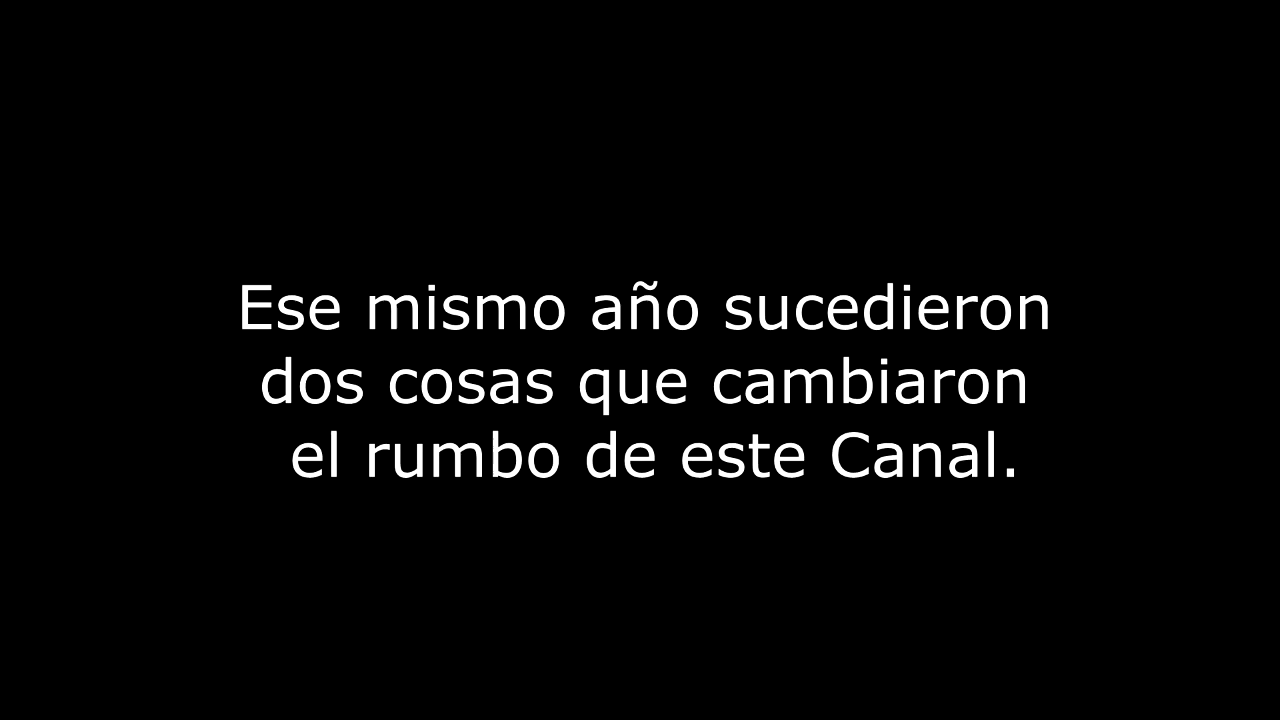 Ese mismo año sucedieron
dos cosas que cambiaron
el rumbo de este Canal.